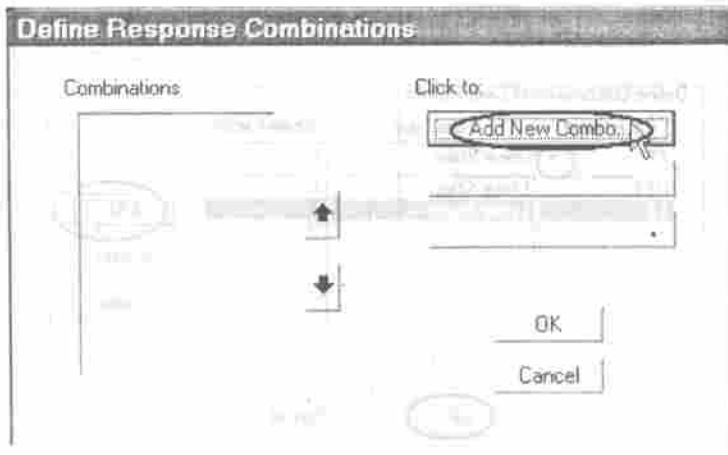 Define Response Combinations
Combinations
Click to:
Add New Combo...
OK
Cancel